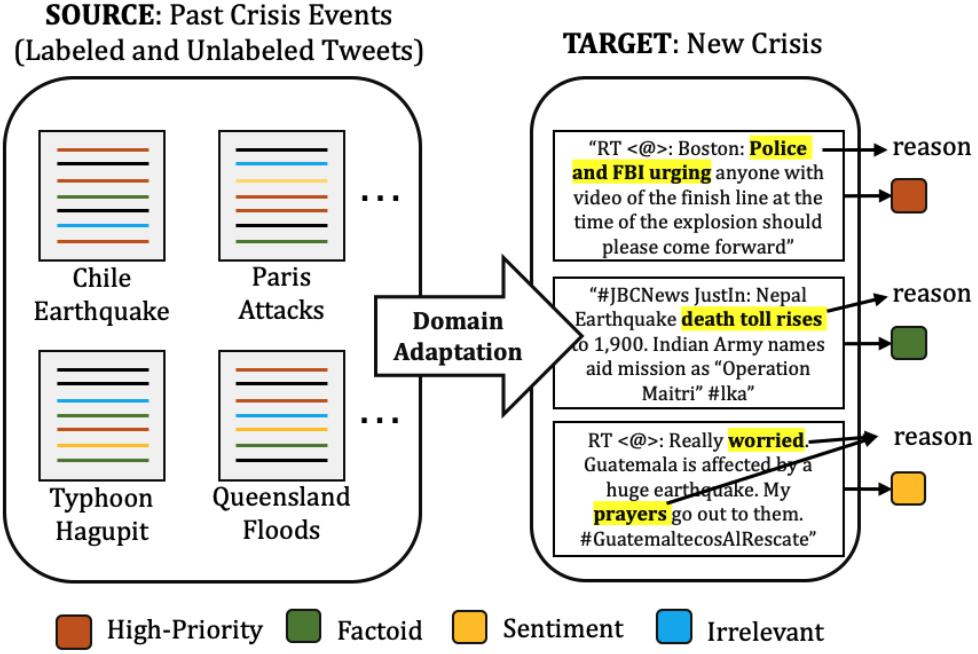 SOURCE: Past Crisis Events
(Labeled and Unlabeled Tweets)
Chile
Earthquake
Paris
Attacks
...
Typhoon
Hagupit
Queensland
Floods
...
Domain
Adaptation
TARGET: New Crisis
“RT <@>: Boston: Police
and FBI urging anyone with
video of the finish line at the
time of the explosion should
please come forward”
reason
“#JBCNews JustIn: Nepal
Earthquake death toll rises
to 1,900. Indian Army names
aid mission as “Operation
Maitri” #lka”
reason
RT <@>: Really worried.
Guatemala is affected by a
huge earthquake. My
prayers go out to them.
#GuatemaltecosAlRescate”
reason
High-Priority
Factoid
Sentiment
Irrelevant